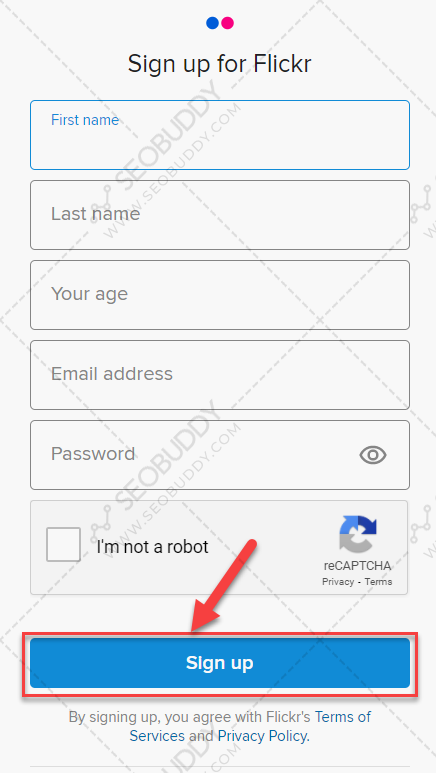 Sign up for Flickr
First name
Last name
Your age
Email address
Password
I'm not a robot
reCAPTCHA
Privacy - Terms
Sign up
By signing up, you agree with Flickr's Terms of
Services and Privacy Policy.
SEOBUDDY
WWW.SEOBUDDY.COM
SEOBUDDY
WWW.SEOBUDDY.COM